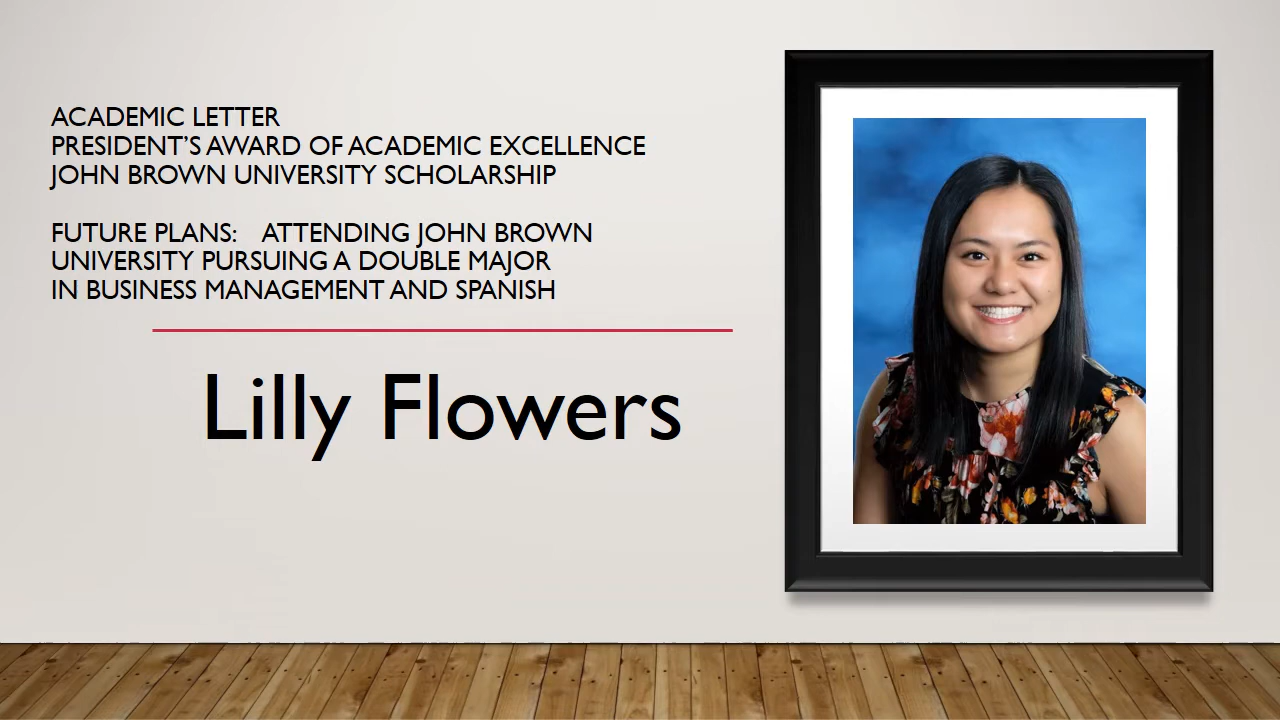 ACADEMIC LETTER
PRESIDENT’S AWARD OF ACADEMIC EXCELLENCE
JOHN BROWN UNIVERSITY SCHOLARSHIP
FUTURE PLANS: ATTENDING JOHN BROWN
UNIVERSITY PURSUING A DOUBLE MAJOR
IN BUSINESS MANAGEMENT AND SPANISH
Lilly Flowers